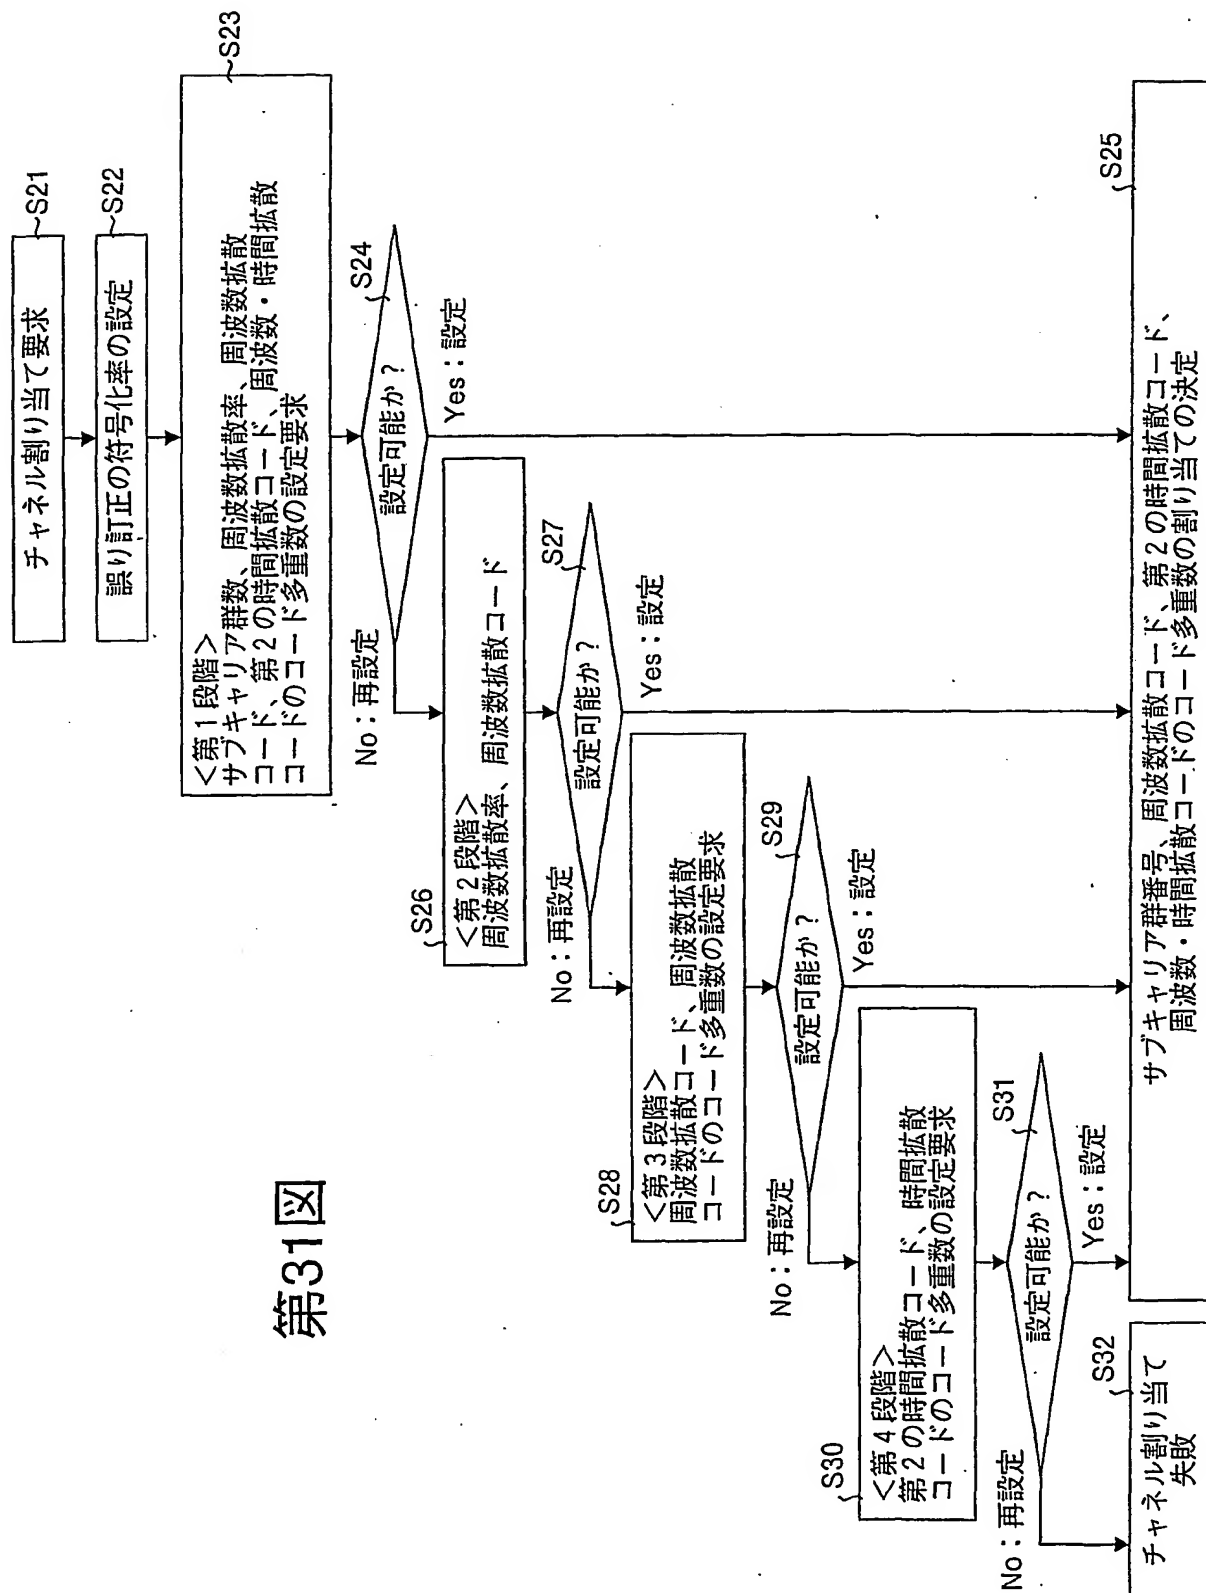 第31図
チャネル割り当て要求
S21
誤り訂正の符号化率の設定
S22
<第1段階>
サブキャリア群数、周波数拡散率、周波数拡散
コード、第2の時間拡散コード、周波数・時間拡散
コードのコード多重数の設定要求
S23
設定可能か？
S24
Yes：設定
No：再設定
S26
<第2段階>
周波数拡散率、周波数拡散コード
設定可能か？
S27
Yes：設定
No：再設定
S28
<第3段階>
周波数拡散コード、周波数拡散
コードのコード多重数の設定要求
設定可能か？
S29
Yes：設定
No：再設定
S30
<第4段階>
第2の時間拡散コード、時間拡散
コードのコード多重数の設定要求
設定可能か？
S31
Yes：設定
No：再設定
S25
サブキャリア群番号、周波数拡散コード、第2の時間拡散コード、
周波数・時間拡散コードのコード多重数の割り当ての決定
S32
チャネル割り当て
失敗